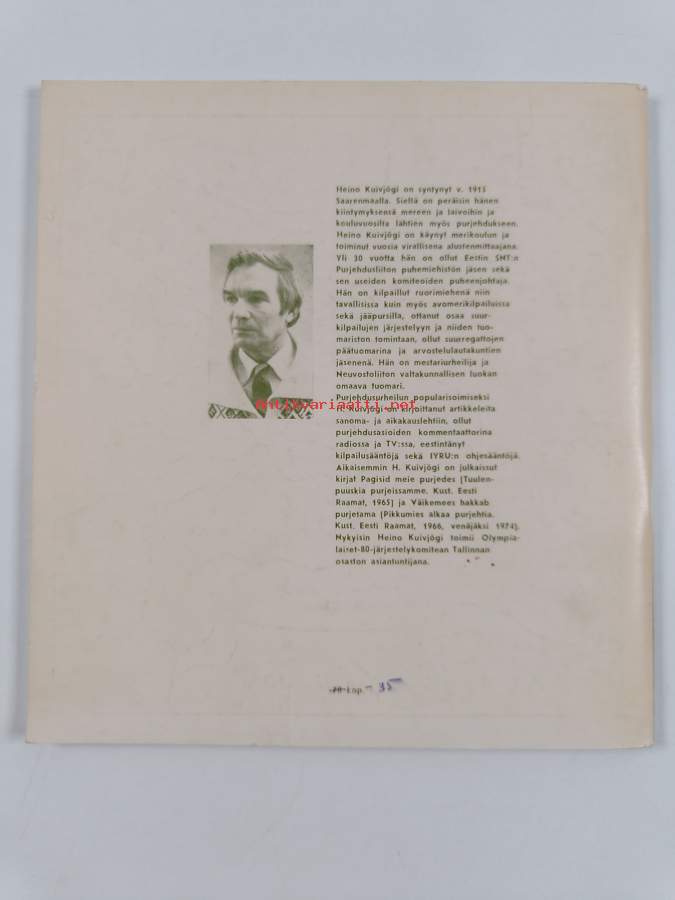 Heino Kuivjõgi on syntynyt v. 1915
Saarenmaalla. Siellä on peräisin hänen
kiintymyksensä mereen ja laivoihin ja
kouluvuosilta lähtien myös purjehdukseen.
Heino Kuivjõgi on käynyt merikoulun ja
toiminut vuosia virallisena alustenmittaajana.
Yli 30 vuotta hän on ollut Eestin SNT:n
Purjehdusliiton puhemiehistön jäsen sekä
sen useiden komiteoiden puheenjohtaja.
Hän on kilpaillut ruorimiehenä niin
tavallisissa kuin myös avomerikilpailuissa
sekä jääpursilla, ottanut osaa suur-
kilpailujen järjestelyyn ja niiden tuo-
mariston tomintaan, ollut suurregattojen
päätuomarina ja arvostelulautakuntien
jäsenenä. Hän on mestariurheilija ja
Neuvostoliiton valtakunnallisen luokan
omaava tuomari.
Purjehdusurheilun popularisoimiseksi
Antikvariaatti.net
H. Kuivjõgi on kirjoittanut artikkeleita
sanoma- ja aikakauslehtiin, ollut
purjehdusasioiden kommentaattorina
radiossa ja TV:ssa, eestintänyt
kilpailusääntöjä sekä IYRU:n ohjesääntöjä.
Aikaisemmin H. Kuivjõgi on julkaissut
kirjat Pagisid meie purjedes (Tuulen-
puuskia purjeissamme, Kust. Eesti
Raamat, 1965) ja Väikemees hakkab
purjetama (Pikkumies alkaa purjehtia,
Kust. Eesti Raamat, 1966, venäjäksi 1974).
Nykyisin Heino Kuivjõgi toimii Olympia-
laiset-80-järjestelykomitean Tallinnan
osaston asiantuntijana.
kop. 35